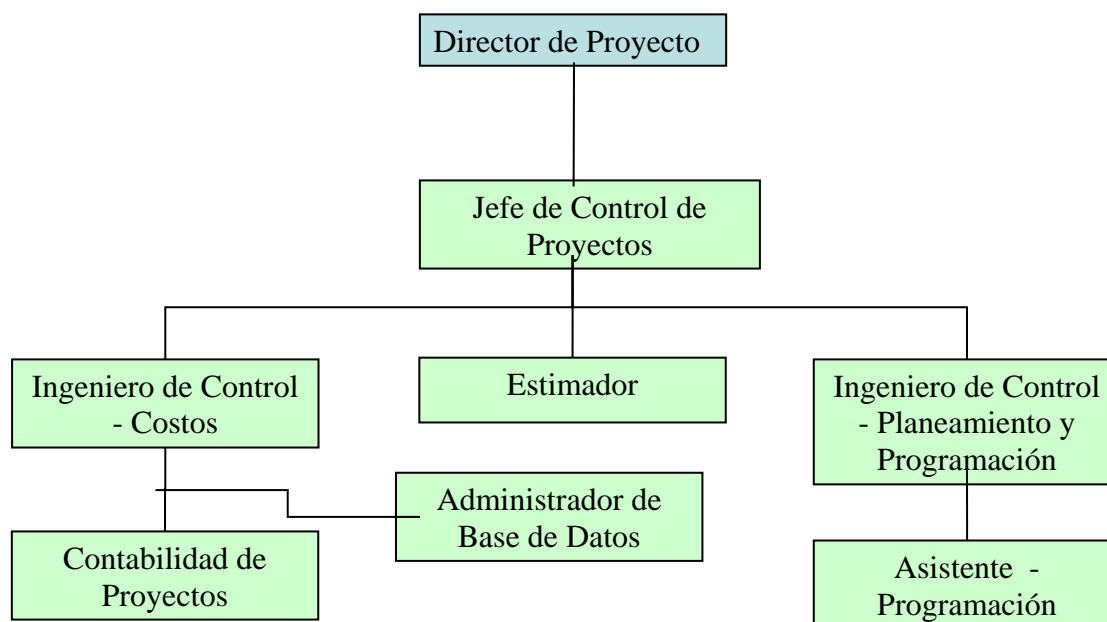 Director de Proyecto
Jefe de Control de
Proyectos
Ingeniero de Control
- Costos
Estimador
Ingeniero de Control
- Planeamiento y
Programación
Administrador de
Base de Datos
Contabilidad de
Proyectos
Asistente -
Programación